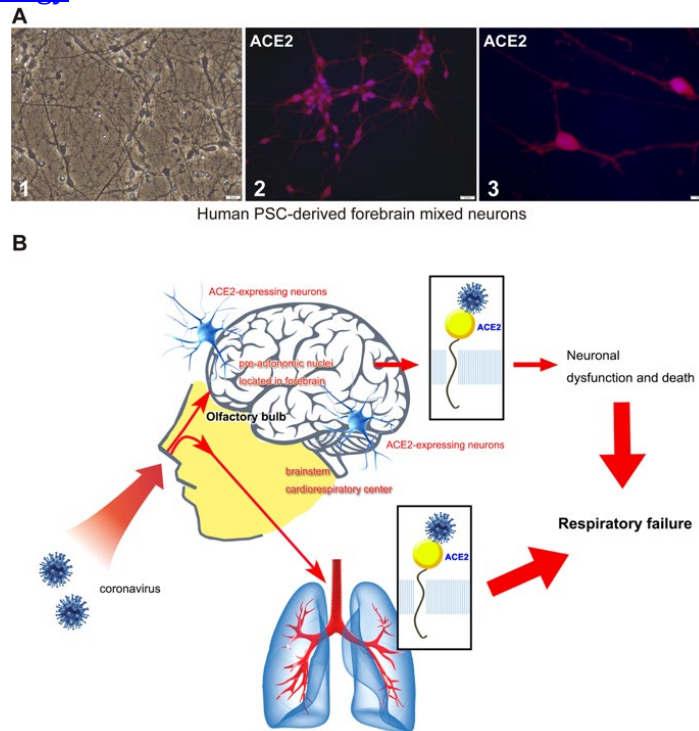 A
1
ACE2
2
ACE2
3
Human PSC-derived forebrain mixed neurons
B
ACE2-expressing neurons
pre-autonomic nuclei
located in forebrain
Olfactory bulb
ACE2-expressing neurons
brainstem
cardiorespiratory center
coronavirus
ACE2
Neuronal
dysfunction and death
ACE2
Respiratory failure